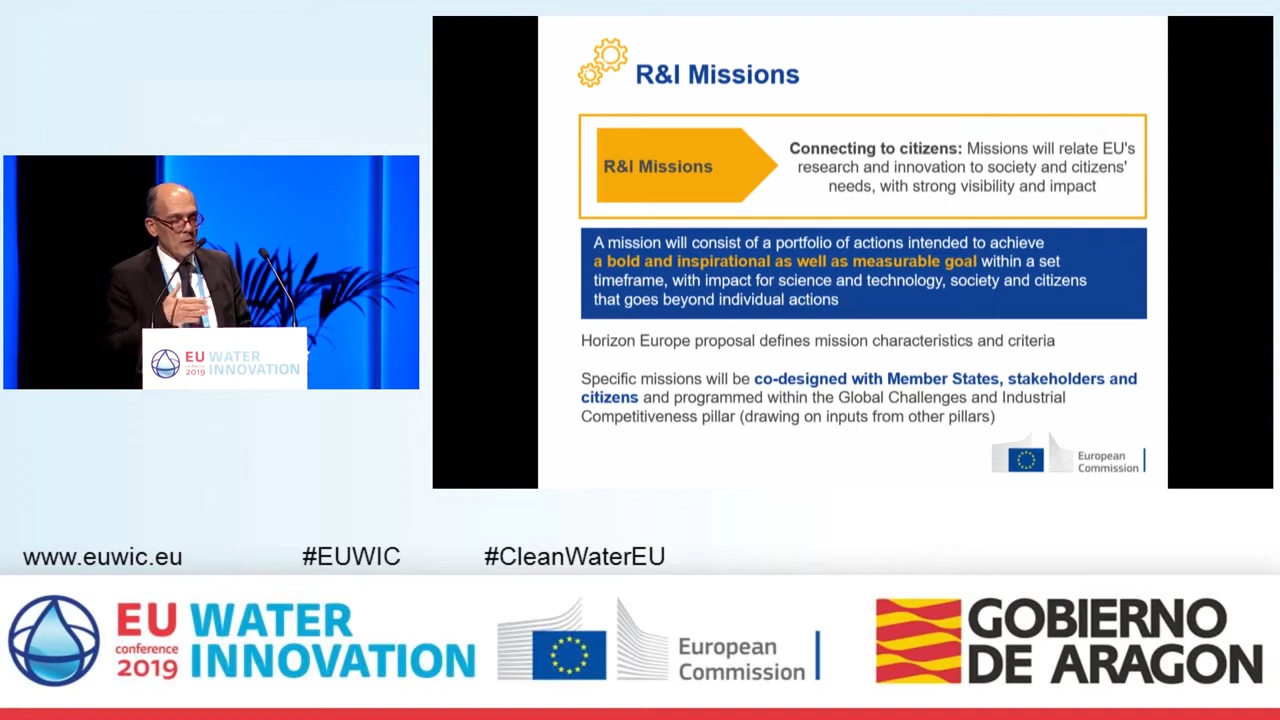 R&I Missions
R&I Missions
Connecting to citizens: Missions will relate EU's
research and innovation to society and citizens'
needs, with strong visibility and impact
A mission will consist of a portfolio of actions intended to achieve
a bold and inspirational as well as measurable goal within a set
timeframe, with impact for science and technology, society and citizens
that goes beyond individual actions
Horizon Europe proposal defines mission characteristics and criteria
Specific missions will be co-designed with Member States, stakeholders and
citizens and programmed within the Global Challenges and Industrial
Competitiveness pillar (drawing on inputs from other pillars)
European
Commission
EU WATER
conference
2019 INNOVATION
www.euwic.eu #EUWIC #CleanWaterEU
EU WATER
conference
2019 INNOVATION
European
Commission
GOBIERNO
DE ARAGON